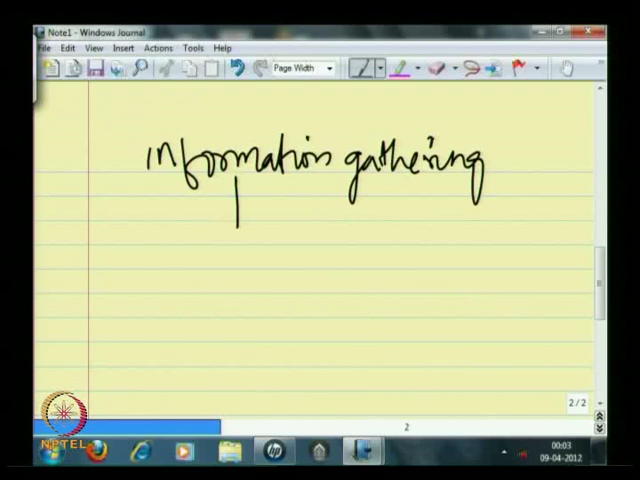 Note1 - Windows Journal
File Edit View Insert Actions Tools Help
Page Width
information gathering
2 / 2
2
NPTEL
00:03
09-04-2012